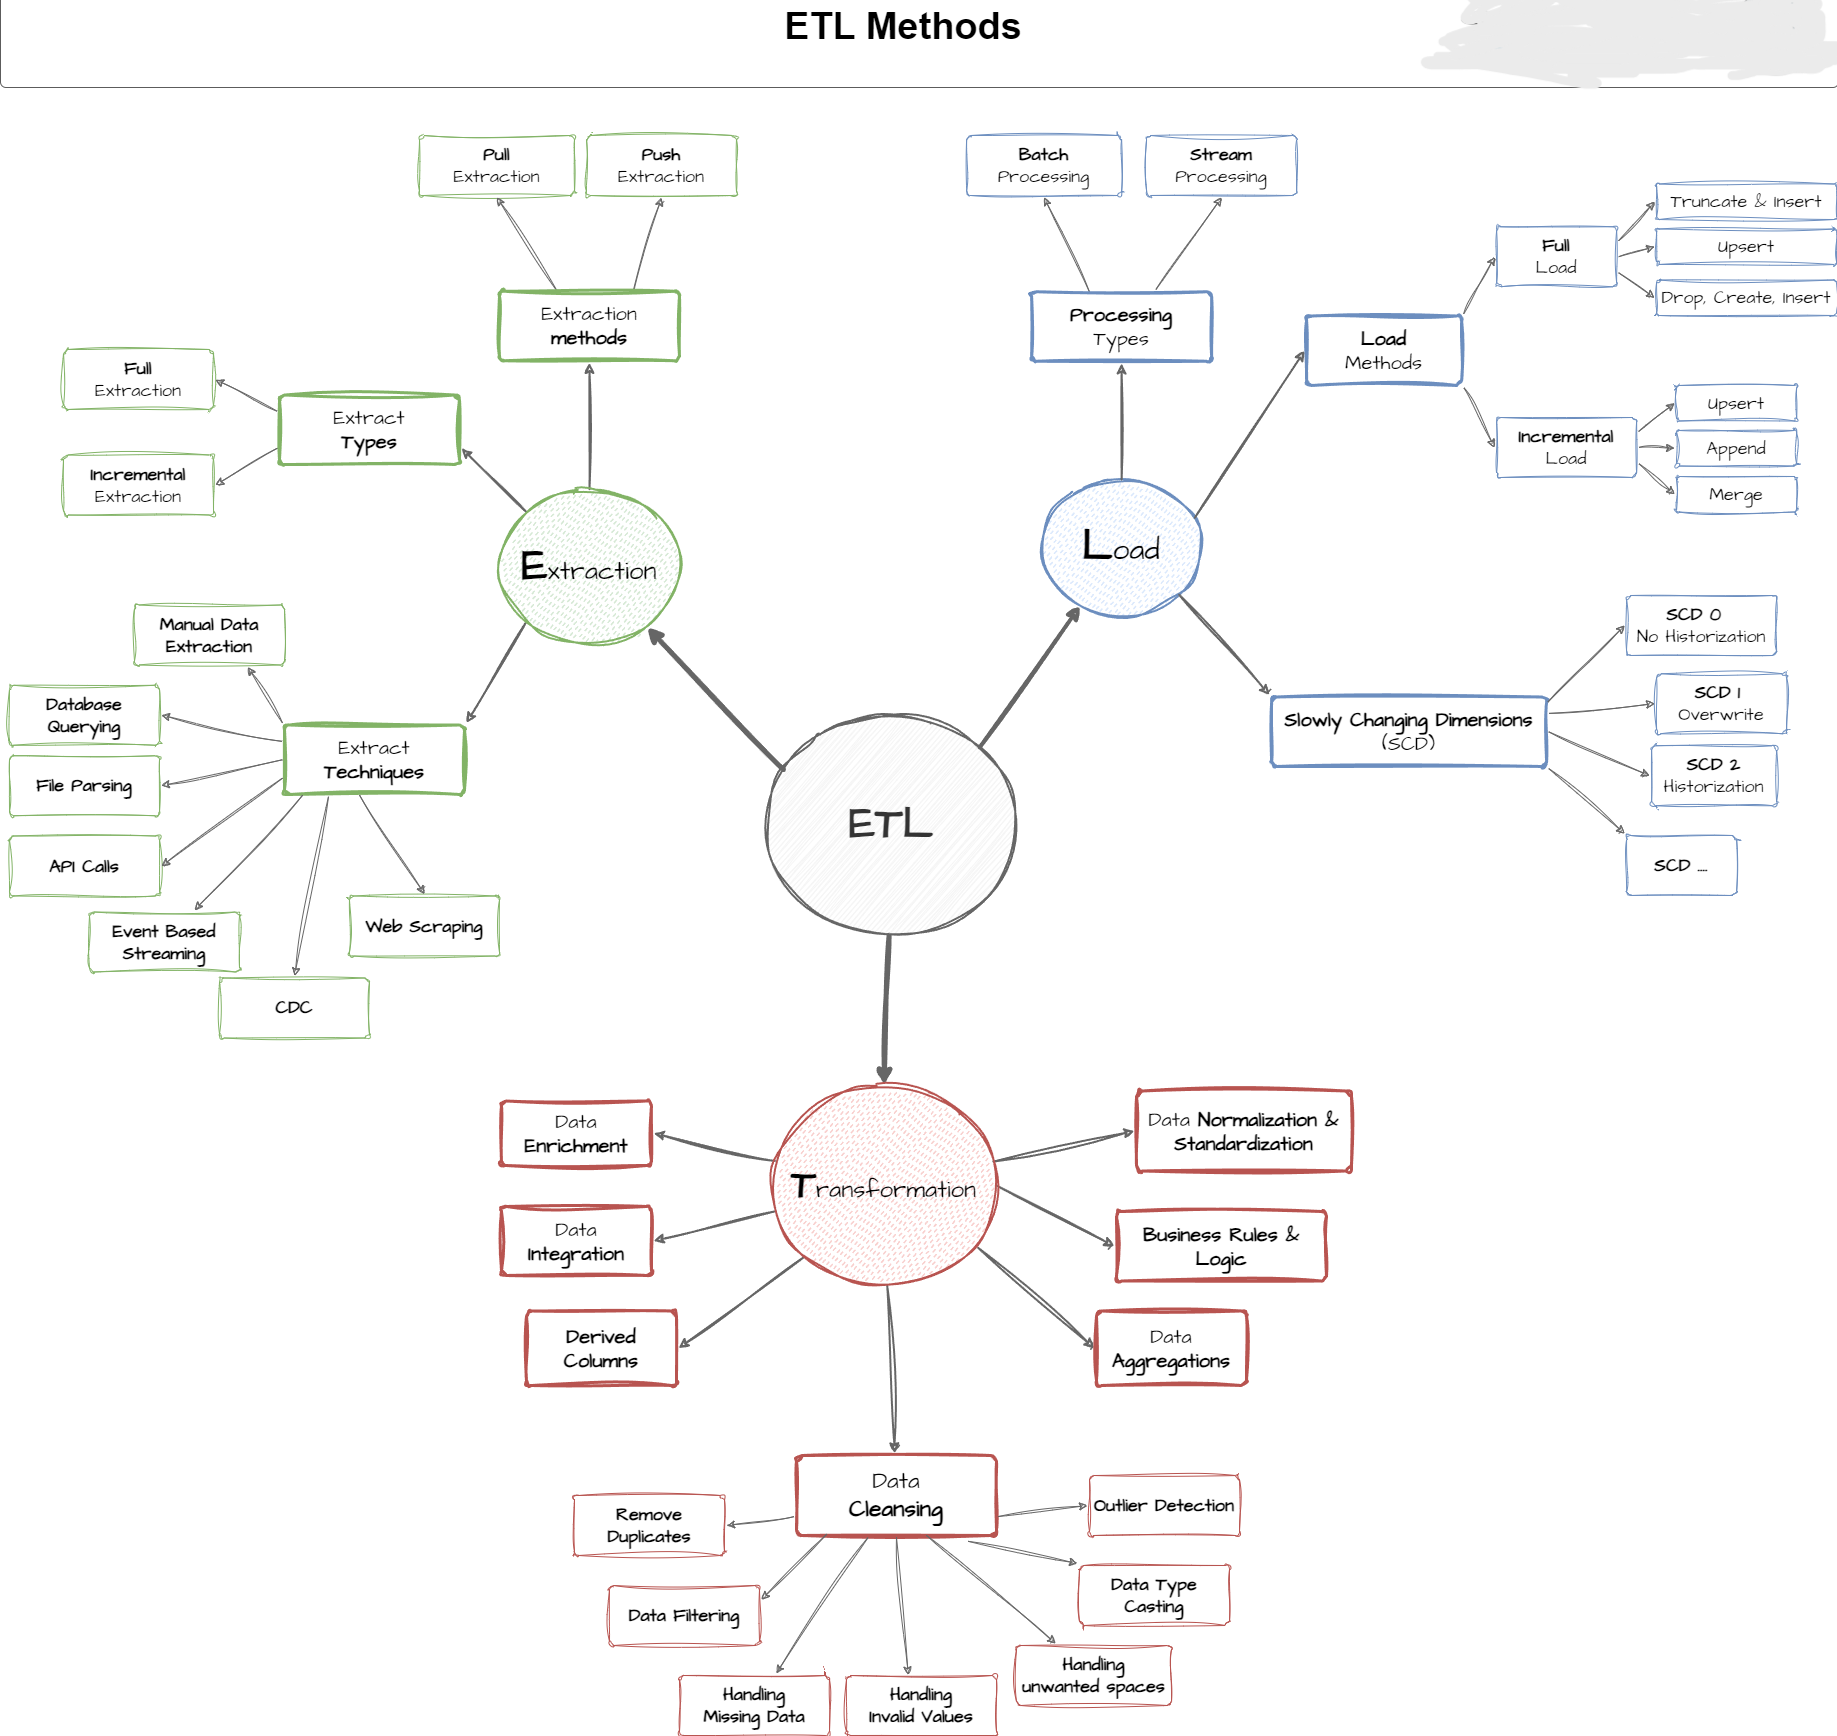 ETL Methods
Pull
Extraction
Push
Extraction
Extraction
methods
Full
Extraction
Incremental
Extraction
Extract
Types
Extraction
Manual Data
Extraction
Database
Querying
File Parsing
API Calls
Event Based
Streaming
CDC
Web Scraping
Extract
Techniques
Batch
Processing
Stream
Processing
Processing
Types
Load
Methods
Full
Load
Truncate & Insert
Upsert
Drop, Create, Insert
Incremental
Load
Upsert
Append
Merge
Load
Slowly Changing Dimensions
(SCD)
SCD 0
No Historization
SCD 1
Overwrite
SCD 2
Historization
SCD ....
ETL
Transformation
Data
Enrichment
Data
Integration
Derived
Columns
Data Normalization &
Standardization
Business Rules &
Logic
Data
Aggregations
Data
Cleansing
Remove
Duplicates
Data Filtering
Handling
Missing Data
Handling
Invalid Values
Handling
unwanted spaces
Data Type
Casting
Outlier Detection